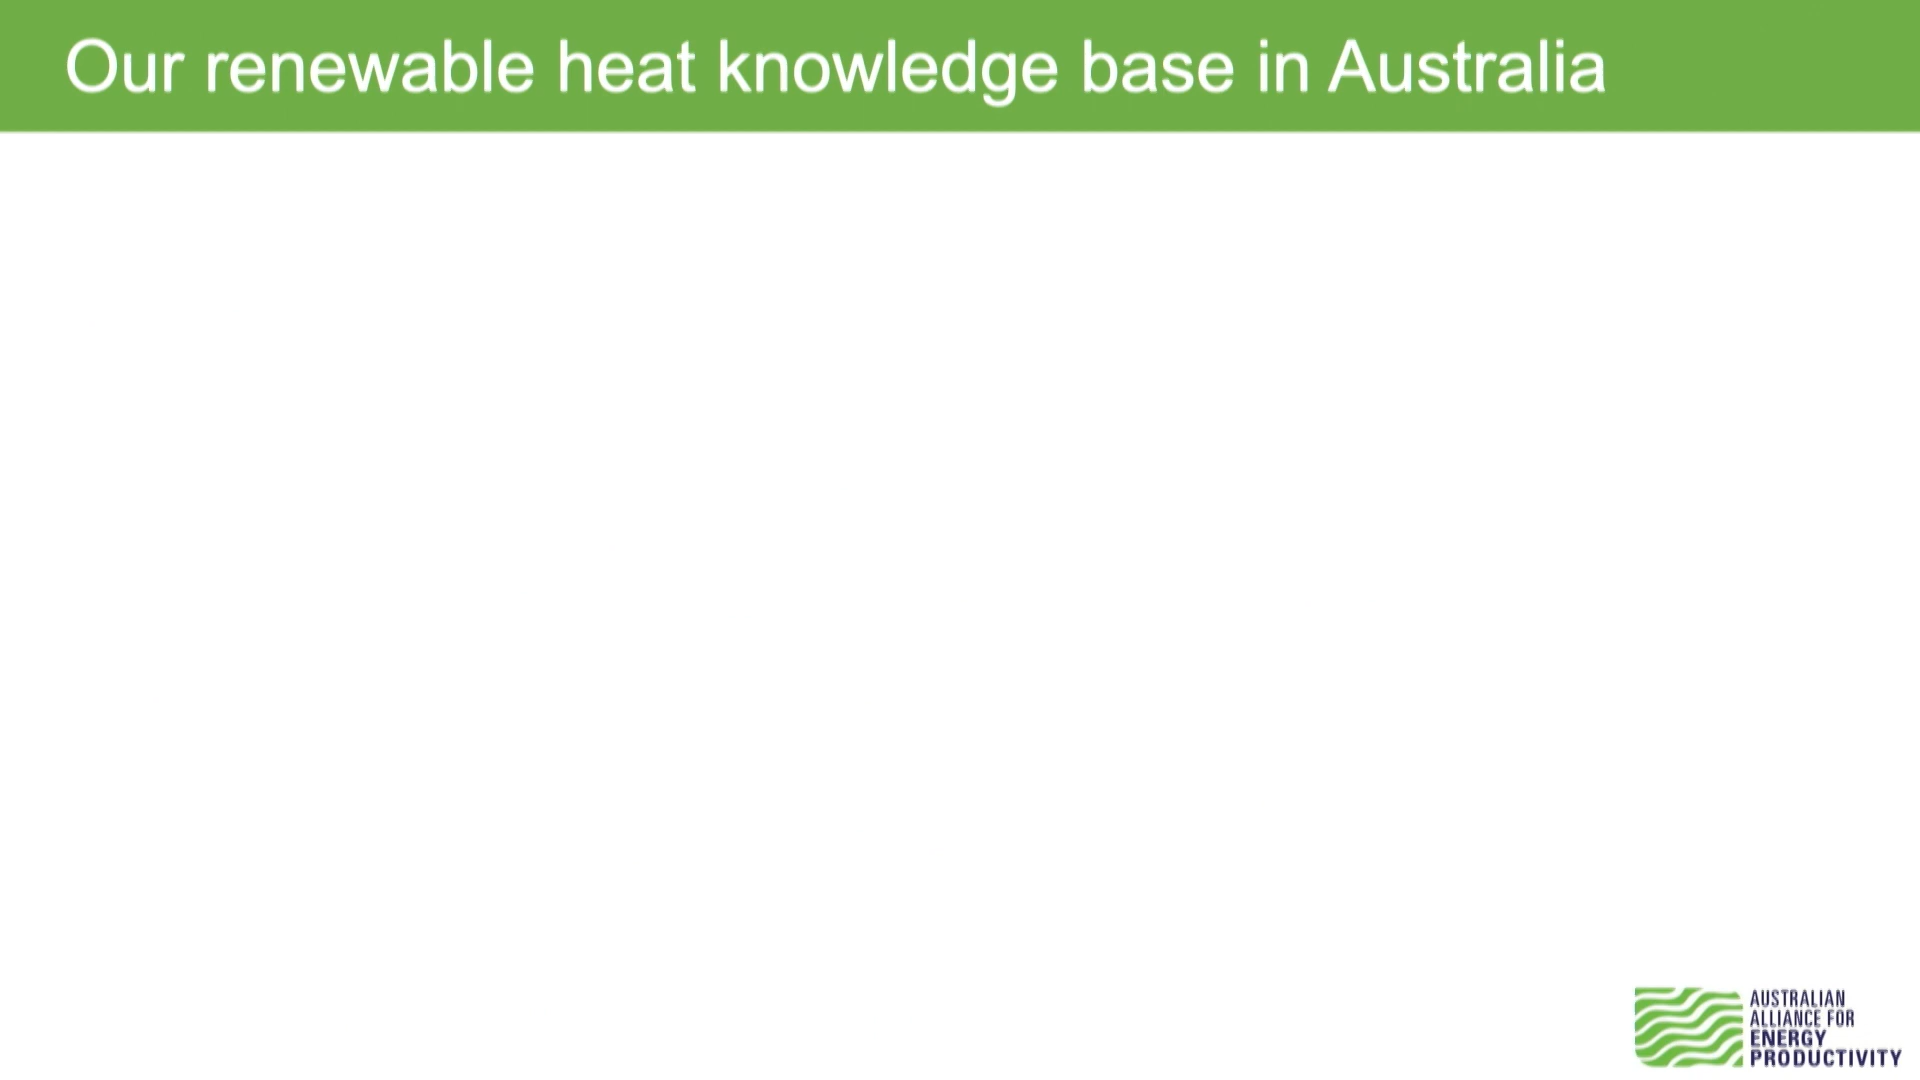 Our renewable heat knowledge base in Australia
AUSTRALIAN
ALLIANCE FOR
ENERGY
PRODUCTIVITY